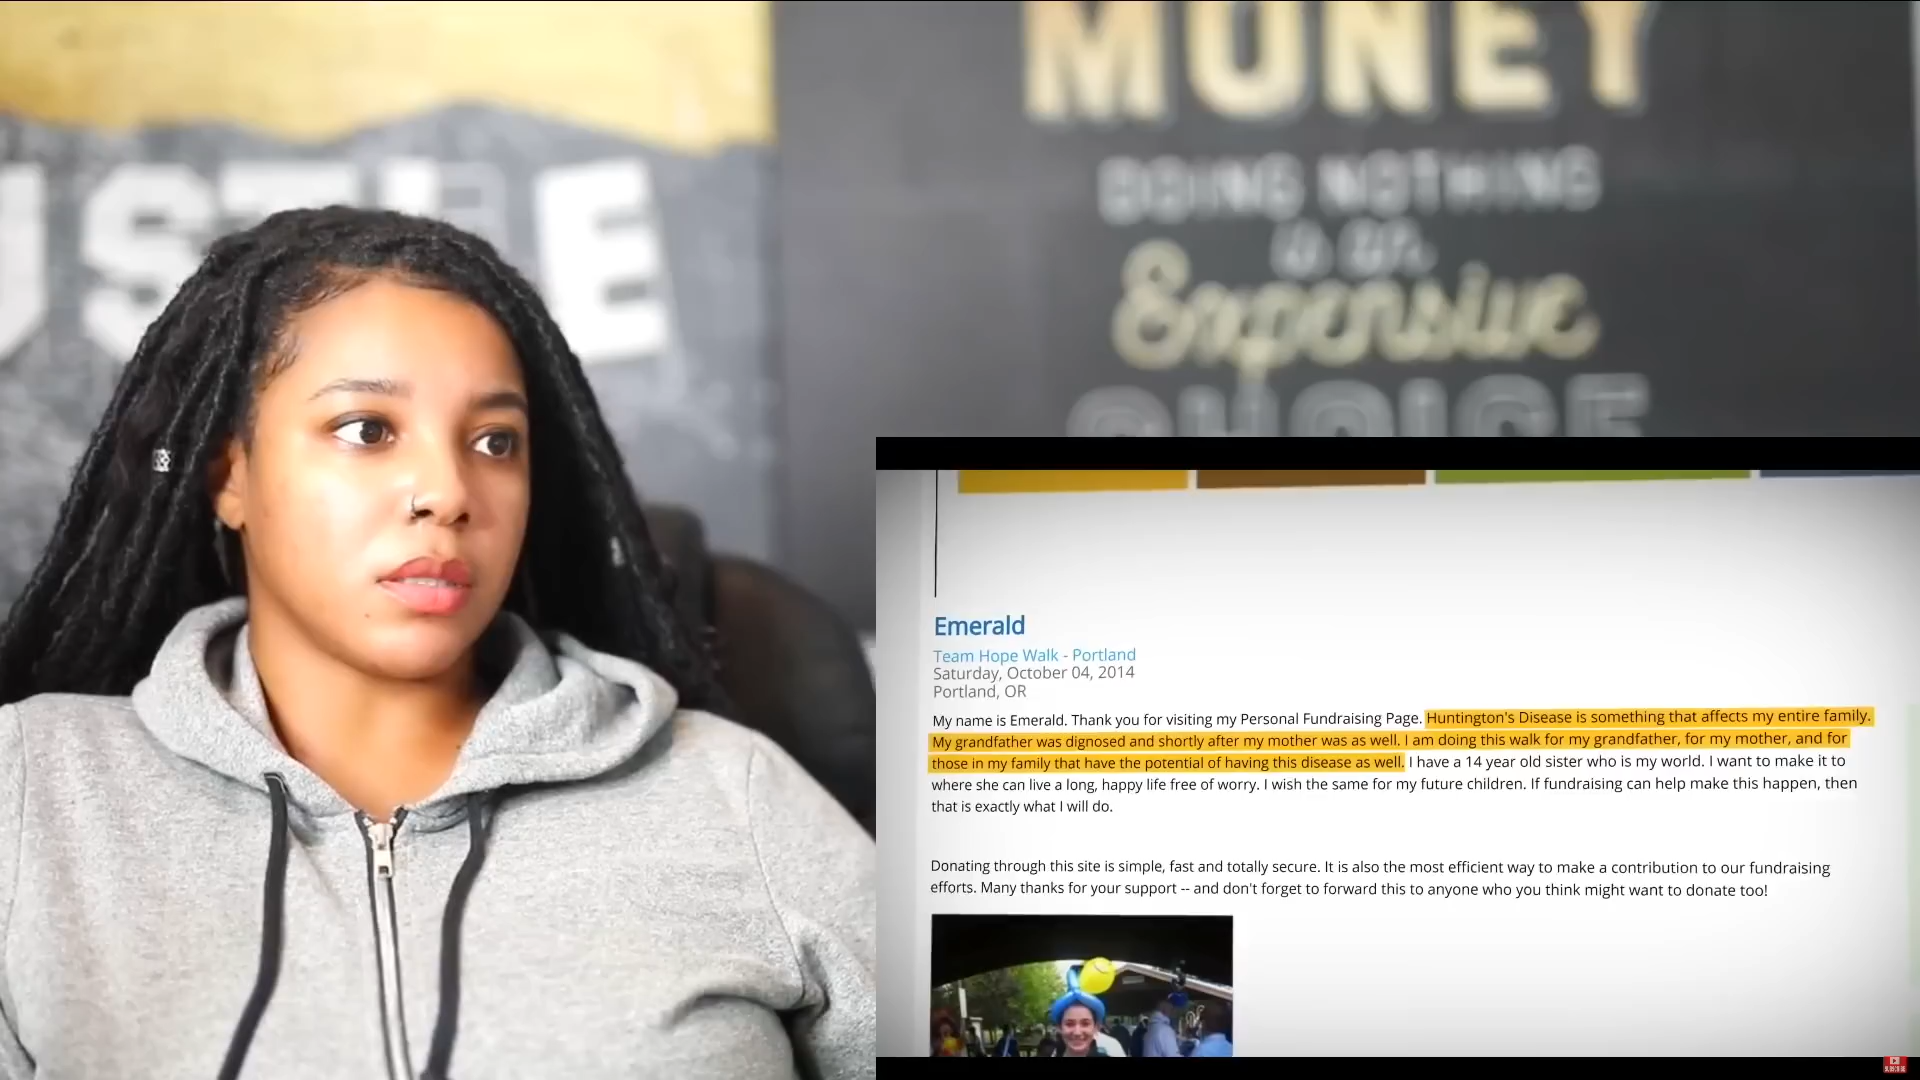 MONEY
USTLE
DOING NOTHING
is an
Expensive
CHOICE
Emerald
Team Hope Walk - Portland
Saturday, October 04, 2014
Portland, OR
My name is Emerald. Thank you for visiting my Personal Fundraising Page. Huntington's Disease is something that affects my entire family.
My grandfather was dignosed and shortly after my mother was as well. I am doing this walk for my grandfather, for my mother, and for
those in my family that have the potential of having this disease as well. I have a 14 year old sister who is my world. I want to make it to
where she can live a long, happy life free of worry. I wish the same for my future children. If fundraising can help make this happen, then
that is exactly what I will do.
Donating through this site is simple, fast and totally secure. It is also the most efficient way to make a contribution to our fundraising
efforts. Many thanks for your support -- and don't forget to forward this to anyone who you think might want to donate too!
SUBSCRIBE